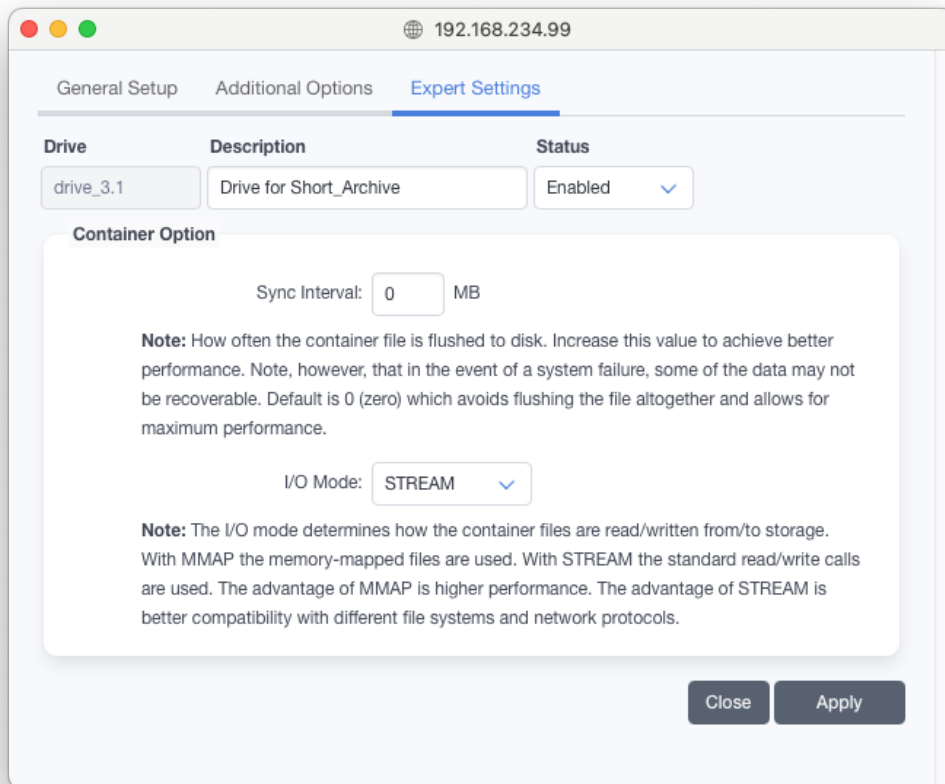 192.168.234.99
General Setup Additional Options Expert Settings
Drive Description Status
drive_3.1 Drive for Short_Archive Enabled
Container Option
Sync Interval: 0 MB
Note: How often the container file is flushed to disk. Increase this value to achieve better
performance. Note, however, that in the event of a system failure, some of the data may not
be recoverable. Default is 0 (zero) which avoids flushing the file altogether and allows for
maximum performance.
I/O Mode: STREAM
Note: The I/O mode determines how the container files are read/written from/to storage.
With MMAP the memory-mapped files are used. With STREAM the standard read/write calls
are used. The advantage of MMAP is higher performance. The advantage of STREAM is
better compatibility with different file systems and network protocols.
Close Apply